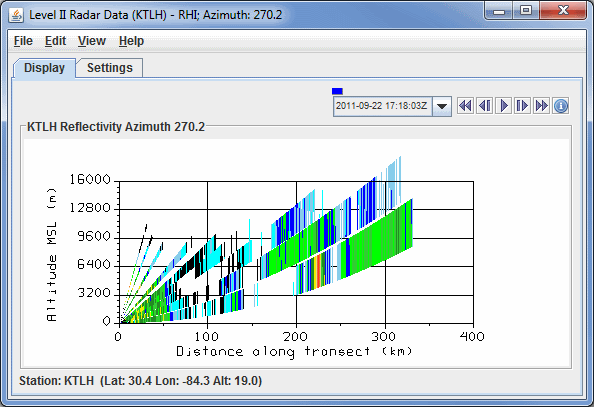 Level II Radar Data (KTLH) - RHI; Azimuth: 270.2
File Edit View Help
Display Settings
2011-09-22 17:18:03Z
KTLH Reflectivity Azimuth 270.2
16000
12800
9600
6400
3200
0
Altitude MSL (m)
0 100 200 300 400
Distance along transect (km)
Station: KTLH (Lat: 30.4 Lon: -84.3 Alt: 19.0)